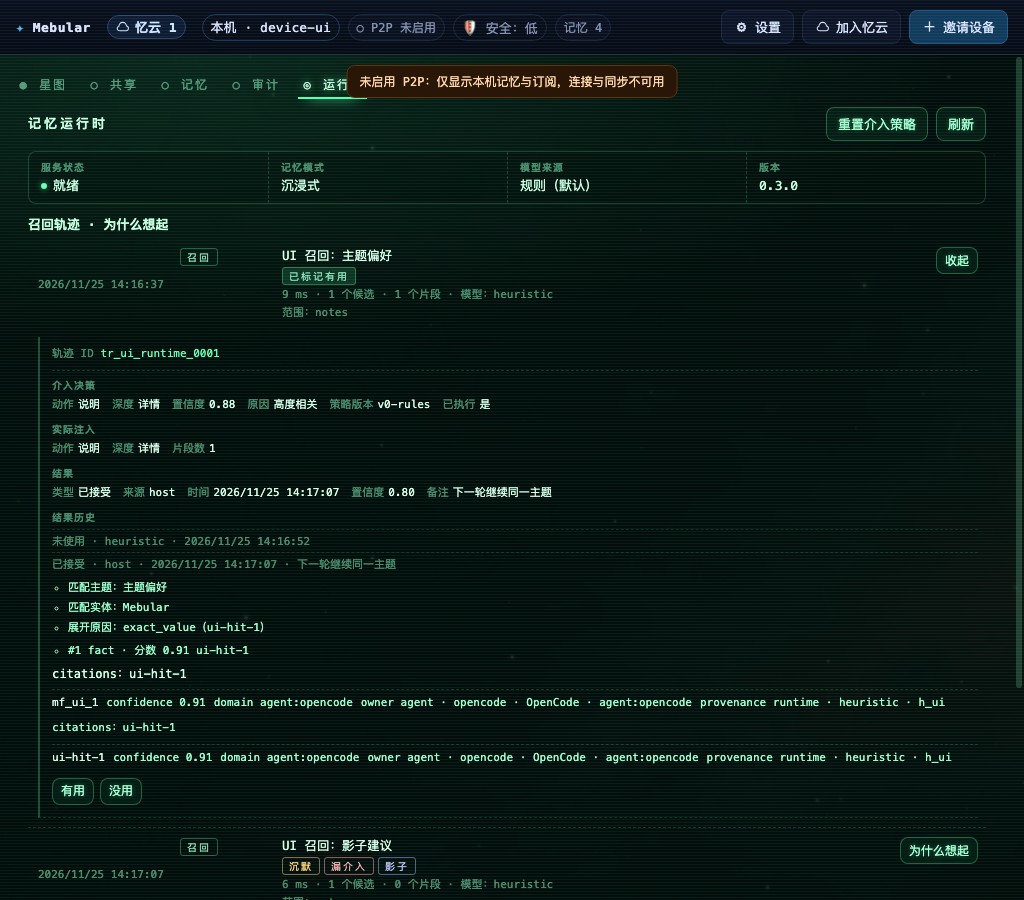 Mebular
忆云 1
本机 · device-ui
P2P 未启用
安全: 低
记忆 4
设置
加入忆云
+ 邀请设备
星图
共享
记忆
审计
运行
未启用 P2P: 仅显示本机记忆与订阅，连接与同步不可用
记忆运行时
重置介入策略
刷新
服务状态
就绪
记忆模式
沉浸式
模型来源
规则 (默认)
版本
0.3.0
召回轨迹 · 为什么想起
召回
2026/11/25 14:16:37
UI 召回: 主题偏好
已标记有用
9 ms · 1 个候选 · 1 个片段 · 模型: heuristic
范围: notes
收起
轨迹 ID tr_ui_runtime_0001
介入决策
动作 说明 深度 详情 置信度 0.88 原因 高度相关 策略版本 v0-rules 已执行 是
实际注入
动作 说明 深度 详情 片段数 1
结果
类型 已接受 来源 host 时间 2026/11/25 14:17:07 置信度 0.80 备注 下一轮继续同一主题
结果历史
未使用 · heuristic · 2026/11/25 14:16:52
已接受 · host · 2026/11/25 14:17:07 · 下一轮继续同一主题
匹配主题: 主题偏好
匹配实体: Mebular
展开原因: exact_value (ui-hit-1)
#1 fact · 分数 0.91 ui-hit-1
citations: ui-hit-1
mf_ui_1 confidence 0.91 domain agent:opencode owner agent · opencode · OpenCode · agent:opencode provenance runtime · heuristic · h_ui
citations: ui-hit-1
ui-hit-1 confidence 0.91 domain agent:opencode owner agent · opencode · OpenCode · agent:opencode provenance runtime · heuristic · h_ui
有用
没用
召回
2026/11/25 14:17:07
UI 召回: 影子建议
沉默
漏介入
影子
6 ms · 1 个候选 · 0 个片段 · 模型: heuristic
为什么想起